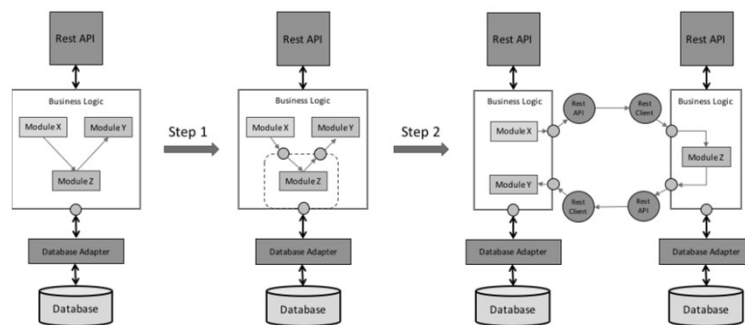 Rest API
Business Logic
Module X
Module Y
Module Z
Database Adapter
Database
Step 1
Rest API
Business Logic
Module X
Module Y
Module Z
Database Adapter
Database
Step 2
Rest API
Business Logic
Module X
Module Y
Database Adapter
Database
Rest
API
Rest
Client
Rest
Client
Rest
API
Rest API
Business Logic
Module Z
Database Adapter
Database